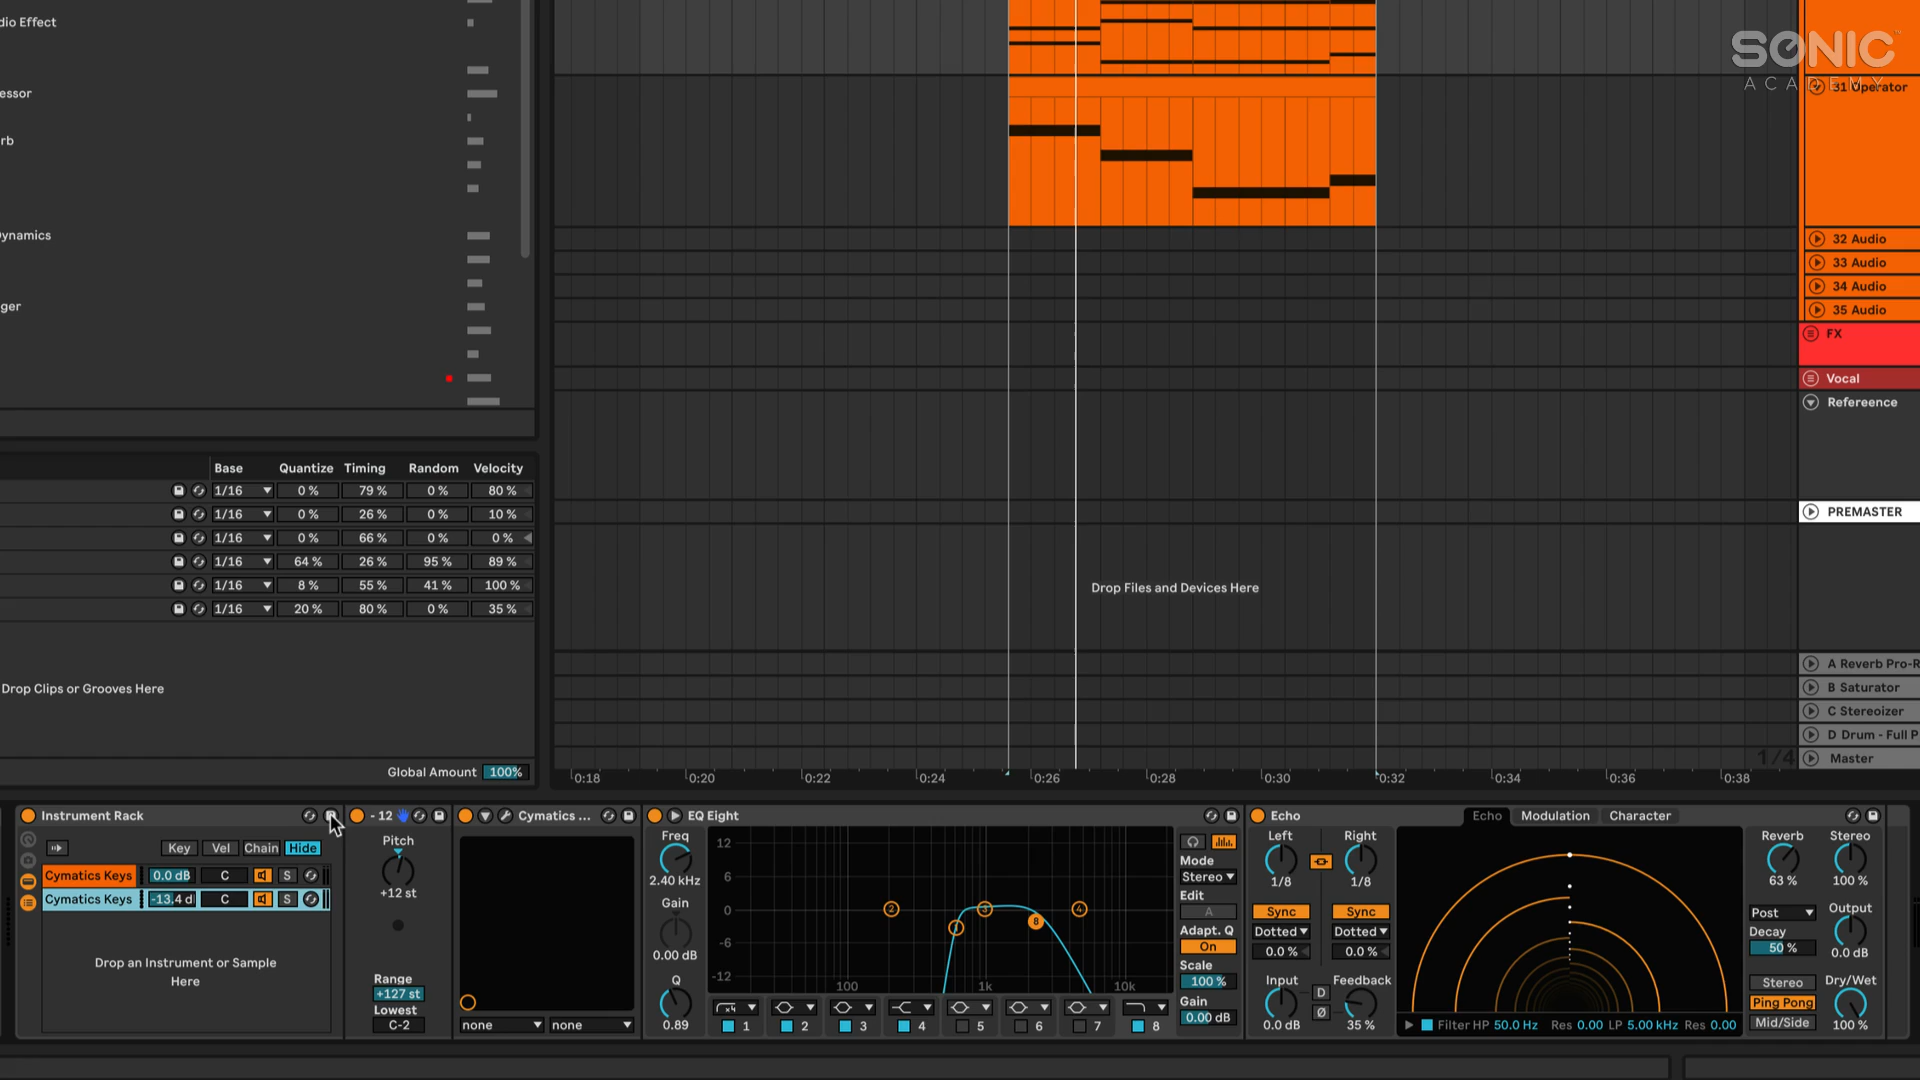 dio Effect
essor
rb
ynamics
ger
SONIC
ACADEMY
31 Operator
32 Audio
33 Audio
34 Audio
35 Audio
FX
Vocal
Refereence
PREMASTER
Drop Files and Devices Here
A Reverb Pro-R
B Saturator
C Stereoizer
D Drum - Full P
1/4
Master
Base Quantize Timing Random Velocity
1/16 0 % 79 % 0 % 80 %
1/16 0 % 26 % 0 % 10 %
1/16 0 % 66 % 0 % 0 %
1/16 64 % 26 % 95 % 89 %
1/16 8 % 55 % 41 % 100 %
1/16 20 % 80 % 0 % 35 %
Drop Clips or Grooves Here
Global Amount 100%
0:18 0:20 0:22 0:24 0:26 0:28 0:30 0:32 0:34 0:36 0:38
Instrument Rack
Key Vel Chain Hide
Cymatics Keys 0.0 dB C S
Cymatics Keys -13.4 d C S
Drop an Instrument or Sample
Here
- 12
Pitch
+12 st
Range
+127 st
Lowest
C-2
Cymatics ...
none none
EQ Eight
Freq
2.40 kHz
Gain
0.00 dB
Q
0.89
12
6
0
-6
-12
2 3 4 8
100 1k 10k
x4
1 2 3 4 5 6 7 8
Mode
Stereo
Edit
A
Adapt. Q
On
Scale
100 %
Gain
0.00 dB
Echo
Echo Modulation Character
Left Right
1/8 1/8
Sync Sync
Dotted Dotted
0.0 % 0.0 %
Input Feedback
D
Ø
0.0 dB 35 %
Filter HP 50.0 Hz Res 0.00 LP 5.00 kHz Res 0.00
Reverb Stereo
63 % 100 %
Post Output
Decay
50 % 0.0 dB
Stereo Dry/Wet
Ping Pong
Mid/Side 100 %